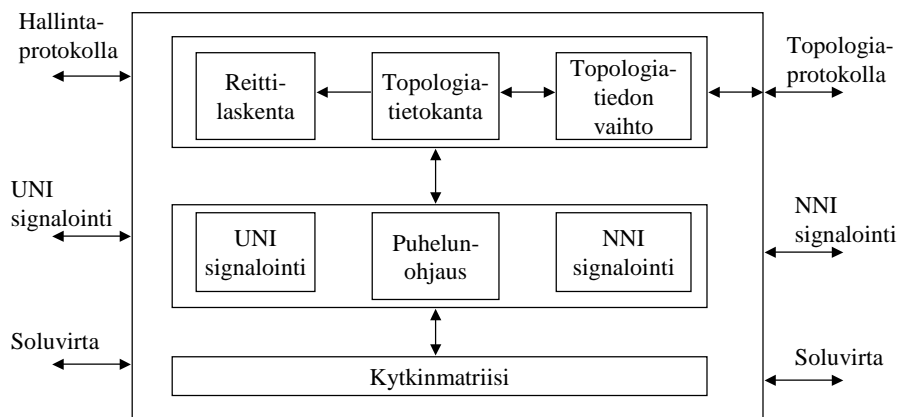 Hallinta-
protokolla
Reitti-
laskenta
Topologia-
tietokanta
Topologia-
tiedon
vaihto
Topologia-
protokolla
UNI
signalointi
UNI
signalointi
Puhelun-
ohjaus
NNI
signalointi
NNI
signalointi
Soluvirta
Kytkinmatriisi
Soluvirta